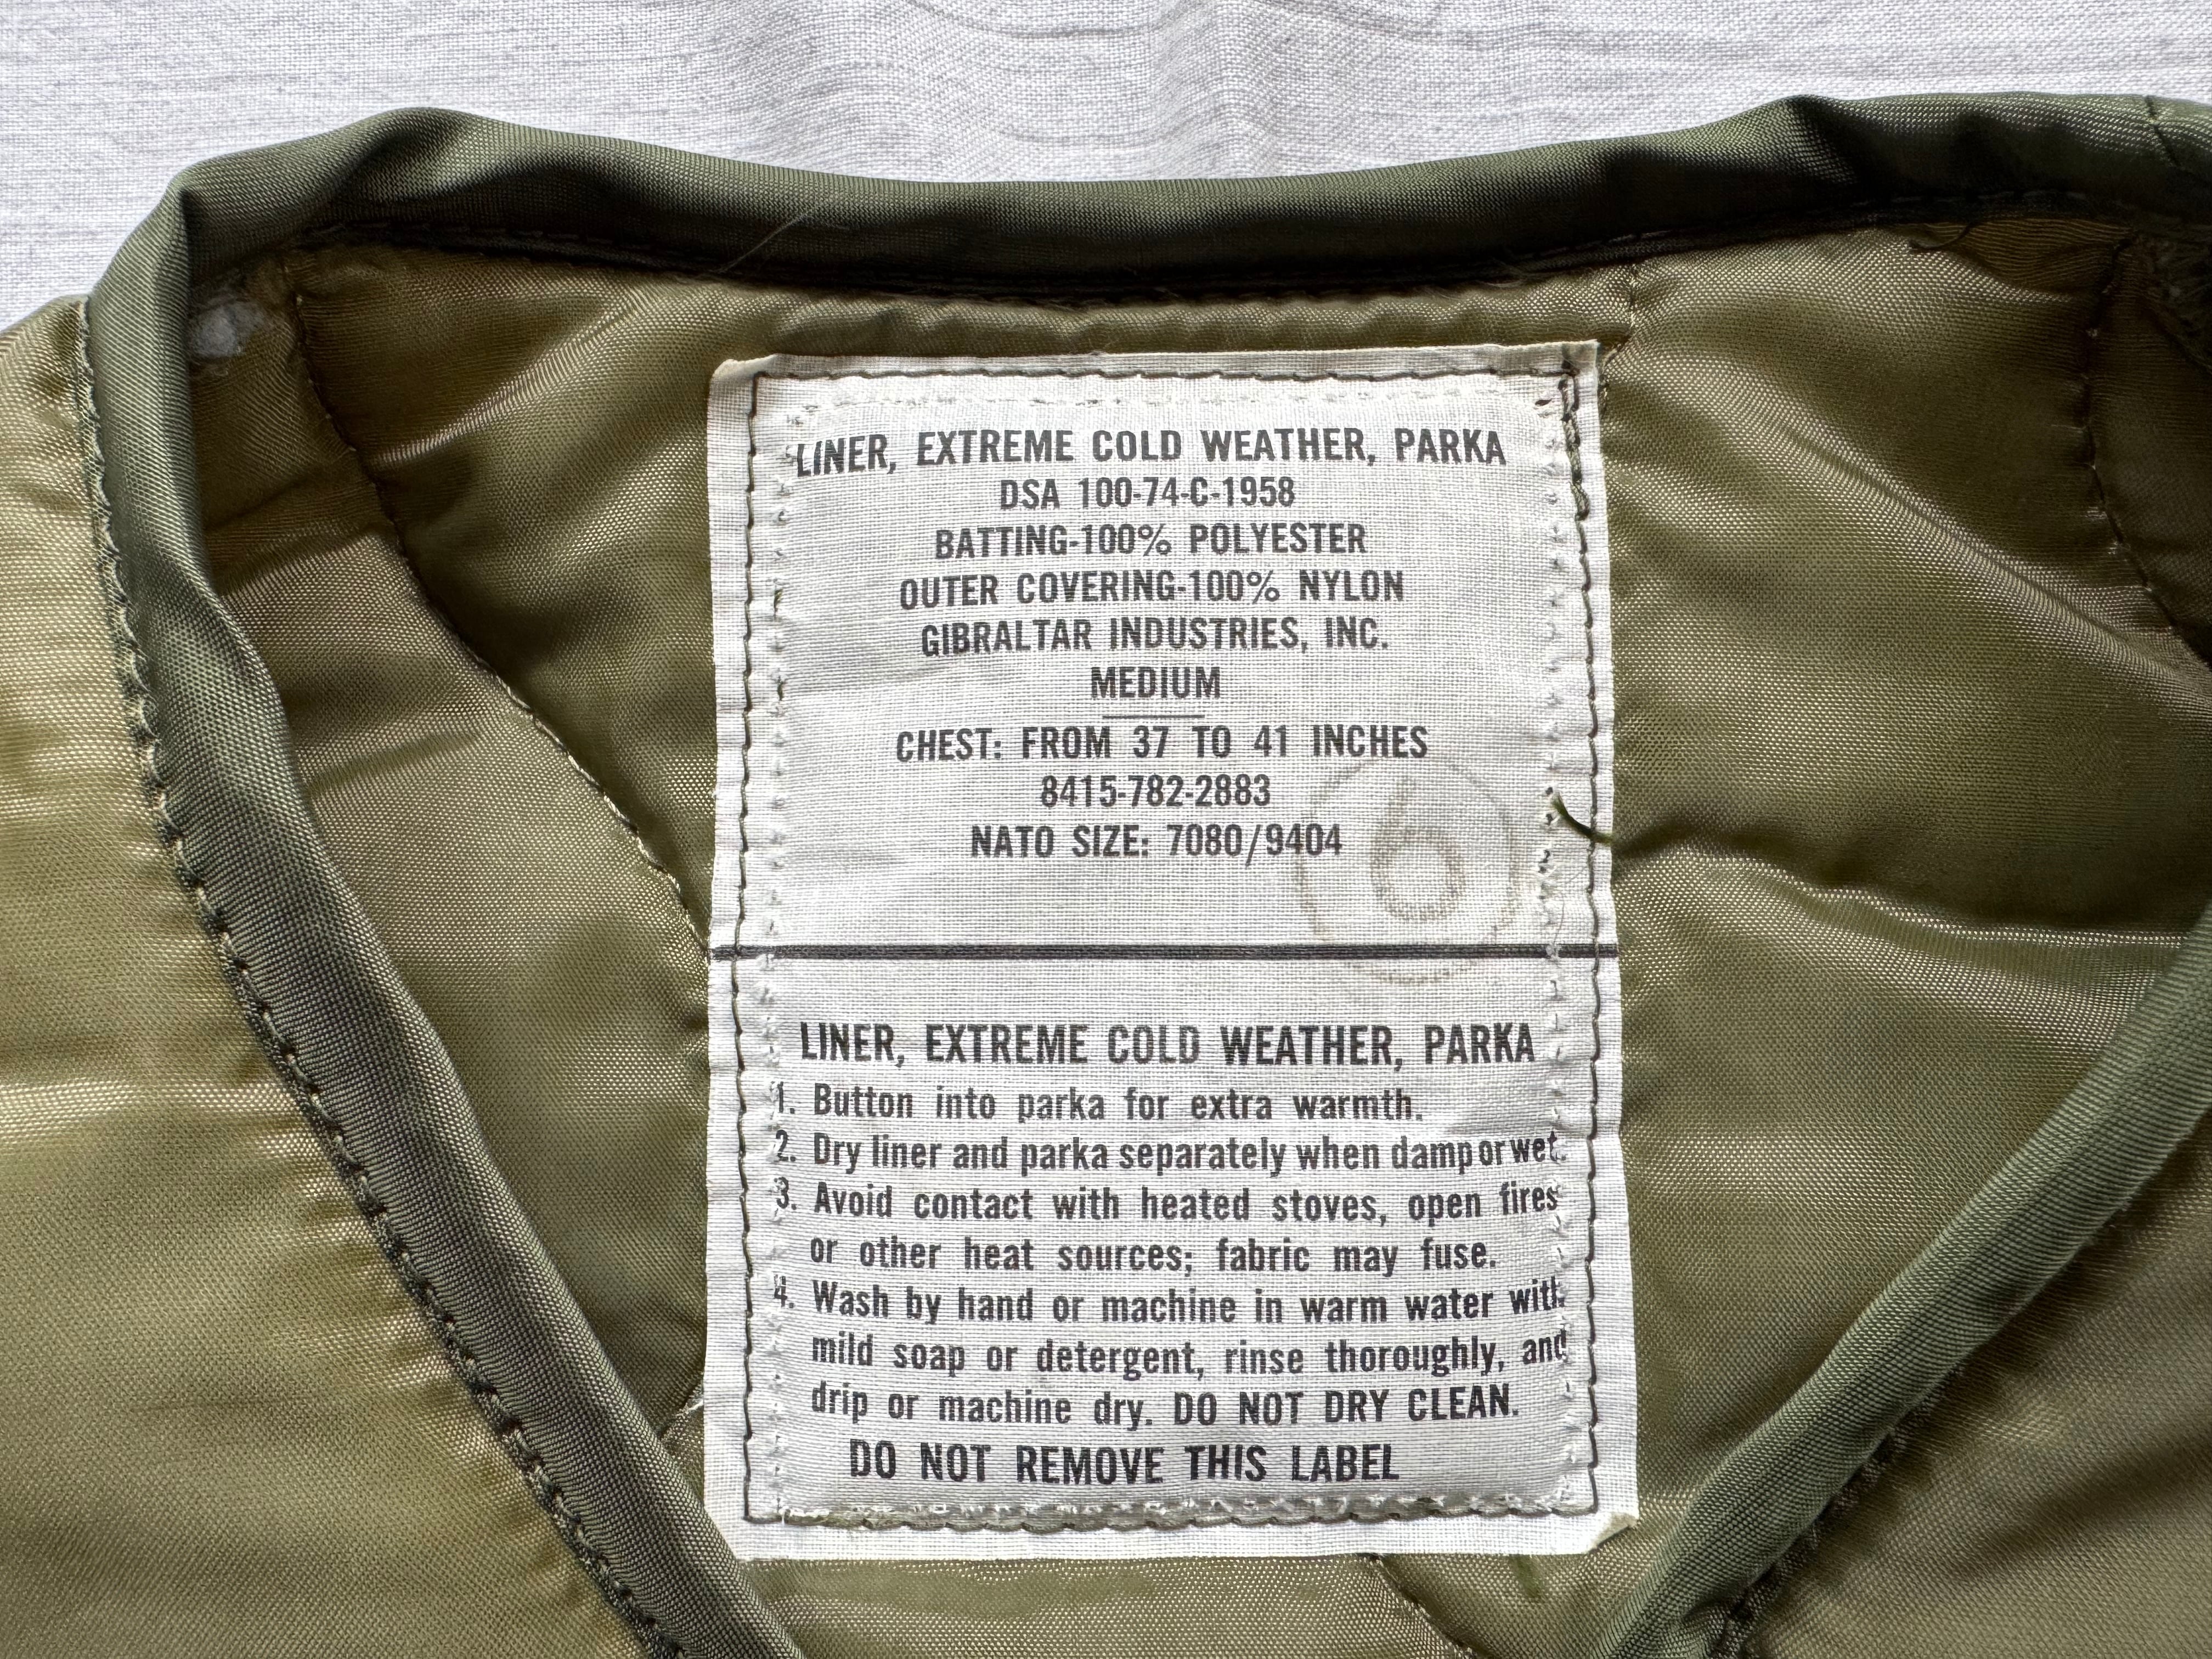 LINER, EXTREME COLD WEATHER, PARKA
DSA 100-74-C-1958
BATTING-100% POLYESTER
OUTER COVERING-100% NYLON
GIBRALTAR INDUSTRIES, INC.
MEDIUM
CHEST: FROM 37 TO 41 INCHES
8415-782-2883
NATO SIZE: 7080/9404
6
LINER, EXTREME COLD WEATHER, PARKA
1. Button into parka for extra warmth.
2. Dry liner and parka separately when damp or wet.
3. Avoid contact with heated stoves, open fires
or other heat sources; fabric may fuse.
4. Wash by hand or machine in warm water with
mild soap or detergent, rinse thoroughly, and
drip or machine dry. DO NOT DRY CLEAN.
DO NOT REMOVE THIS LABEL